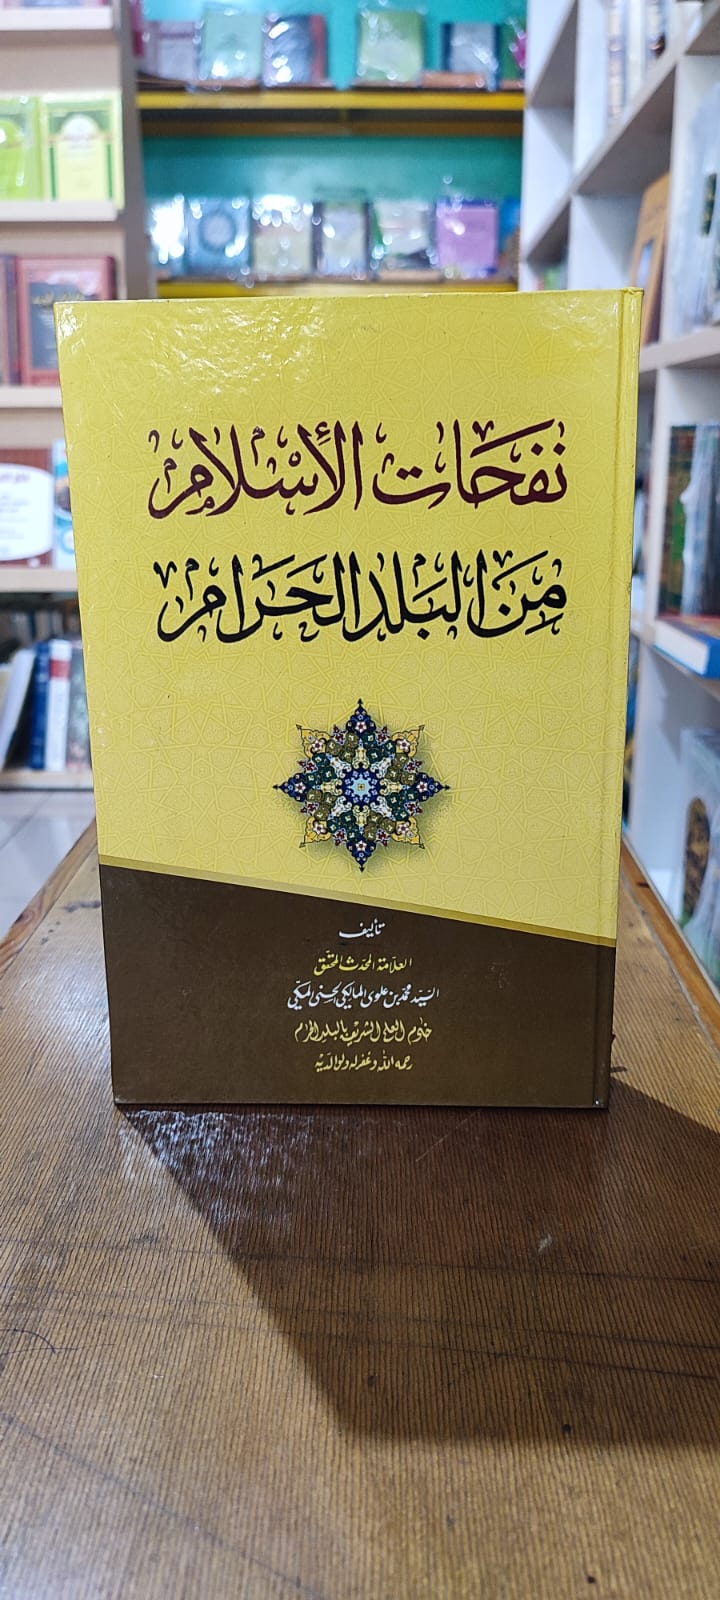 نفحات الإسلام
من البلد الحرام
تأليف
العلامة المحدث المحقق
السيد محمد بن علوي المالكي الحسني المكي
خادم العلم الشريف بالبلد الحرام
رحمه الله وغفر له ولوالديه